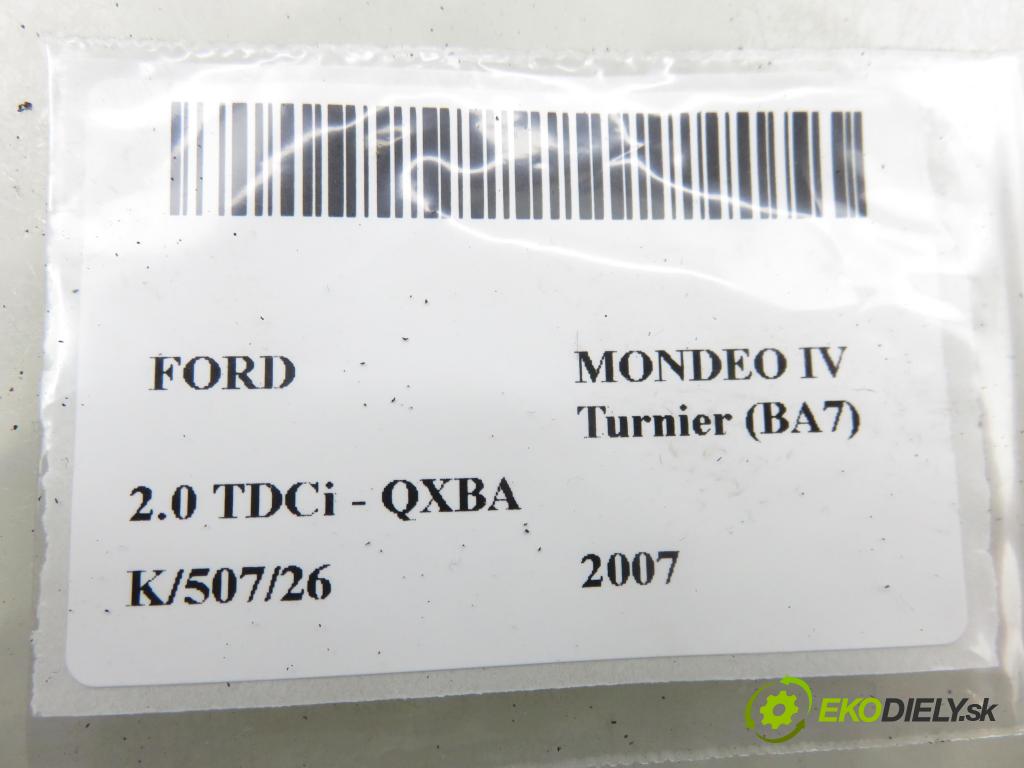 FORD
MONDEO IV
Turnier (BA7)
2.0 TDCi - QXBA
K/507/26
2007
EKODIELY.sk